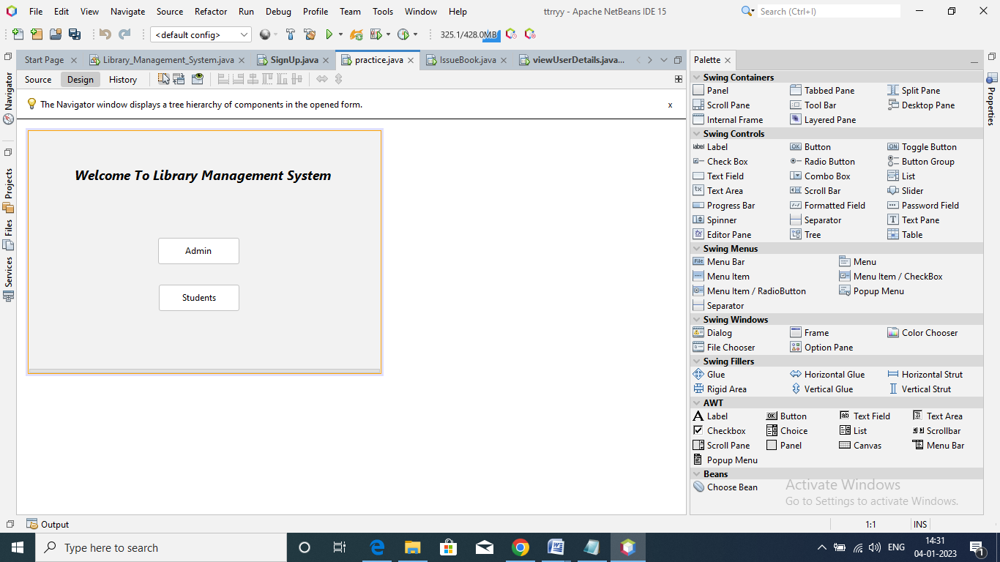 File Edit View Navigate Source Refactor Run Debug Profile Team Tools Window Help ttrryy - Apache NetBeans IDE 15 Search (Ctrl+I)
<default config> 325.1/428.0MB
Start Page Library_Management_System.java SignUp.java practice.java IssueBook.java viewUserDetails.java...
Source Design History
The Navigator window displays a tree hierarchy of components in the opened form. x
Navigator
Projects
Files
Services
Welcome To Library Management System
Admin
Students
Palette
Swing Containers
Panel Tabbed Pane Split Pane
Scroll Pane Tool Bar Desktop Pane
Internal Frame Layered Pane
Swing Controls
label Label OK Button ON Toggle Button
Check Box Radio Button Button Group
Text Field Combo Box List
Text Area Scroll Bar Slider
Progress Bar Formatted Field Password Field
Spinner Separator Text Pane
Editor Pane Tree Table
Swing Menus
File Menu Bar Menu
Menu Item Menu Item / CheckBox
Menu Item / RadioButton Popup Menu
Separator
Swing Windows
Dialog Frame Color Chooser
File Chooser Option Pane
Swing Fillers
Glue Horizontal Glue Horizontal Strut
Rigid Area Vertical Glue Vertical Strut
AWT
A Label OK Button Text Field Text Area
Checkbox Choice List Scrollbar
Scroll Pane Panel Canvas Menu Bar
Popup Menu
Beans
Choose Bean
Properties
Activate Windows
Go to Settings to activate Windows.
Output 1:1 INS
Type here to search ENG 14:31
04-01-2023 1